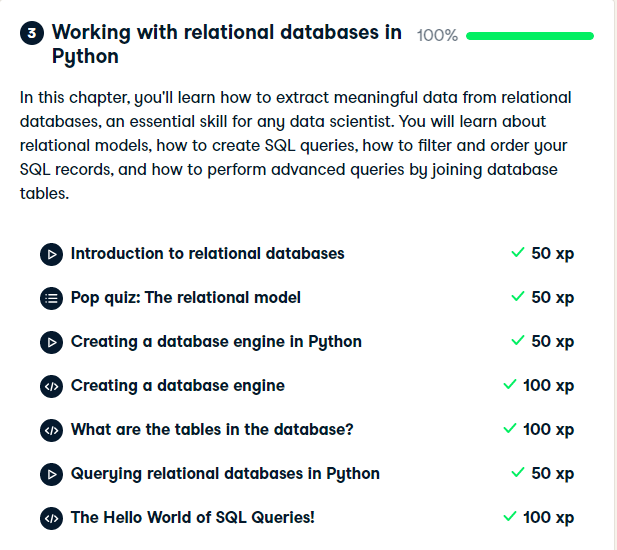 3 Working with relational databases in 100%
Python
In this chapter, you'll learn how to extract meaningful data from relational
databases, an essential skill for any data scientist. You will learn about
relational models, how to create SQL queries, how to filter and order your
SQL records, and how to perform advanced queries by joining database
tables.
Introduction to relational databases 50 xp
Pop quiz: The relational model 50 xp
Creating a database engine in Python 50 xp
Creating a database engine 100 xp
What are the tables in the database? 100 xp
Querying relational databases in Python 50 xp
The Hello World of SQL Queries! 100 xp